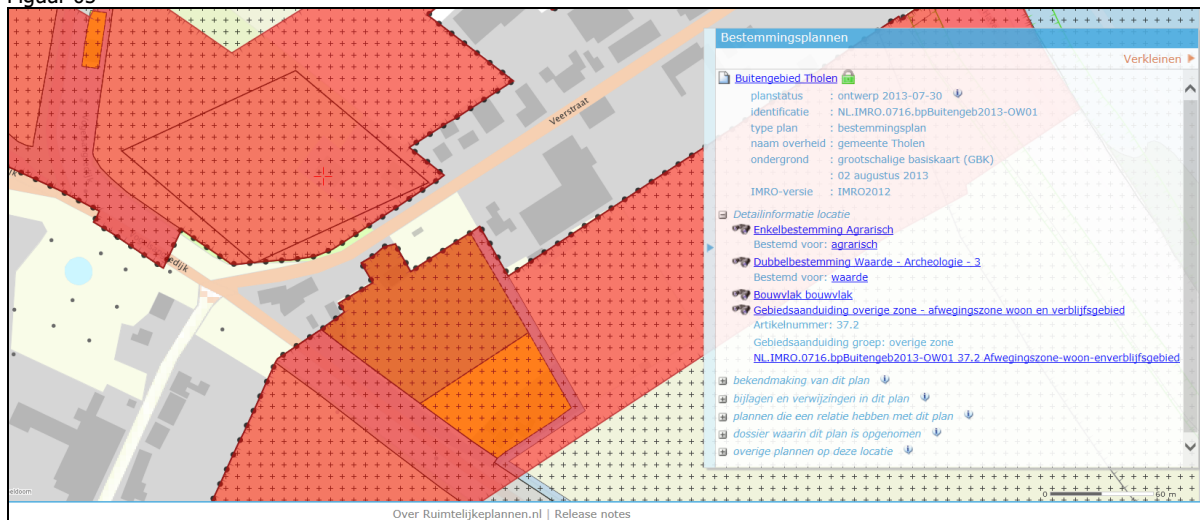 Bestemmingsplannen
Verkleinen
Buitengebied Tholen
planstatus : ontwerp 2013-07-30
identificatie : NL.IMRO.0716.bpBuitengeb2013-OW01
type plan : bestemmingsplan
naam overheid : gemeente Tholen
ondergrond : grootschalige basiskaart (GBK)
: 02 augustus 2013
IMRO-versie : IMRO2012
Detailinformatie locatie
Enkelbestemming Agrarisch
Bestemd voor: agrarisch
Dubbelbestemming Waarde - Archeologie - 3
Bestemd voor: waarde
Bouwvlak bouwvlak
Gebiedsaanduiding overige zone - afwegingszone woon en verblijfsgebied
Artikelnummer: 37.2
Gebiedsaanduiding groep: overige zone
NL.IMRO.0716.bpBuitengeb2013-OW01 37.2 Afwegingszone-woon-enverblijfsgebied
bekendmaking van dit plan
bijlagen en verwijzingen in dit plan
plannen die een relatie hebben met dit plan
dossier waarin dit plan is opgenomen
overige plannen op deze locatie
Veerstraat
edijk
0 60 m
Over Ruimtelijkeplannen.nl | Release notes